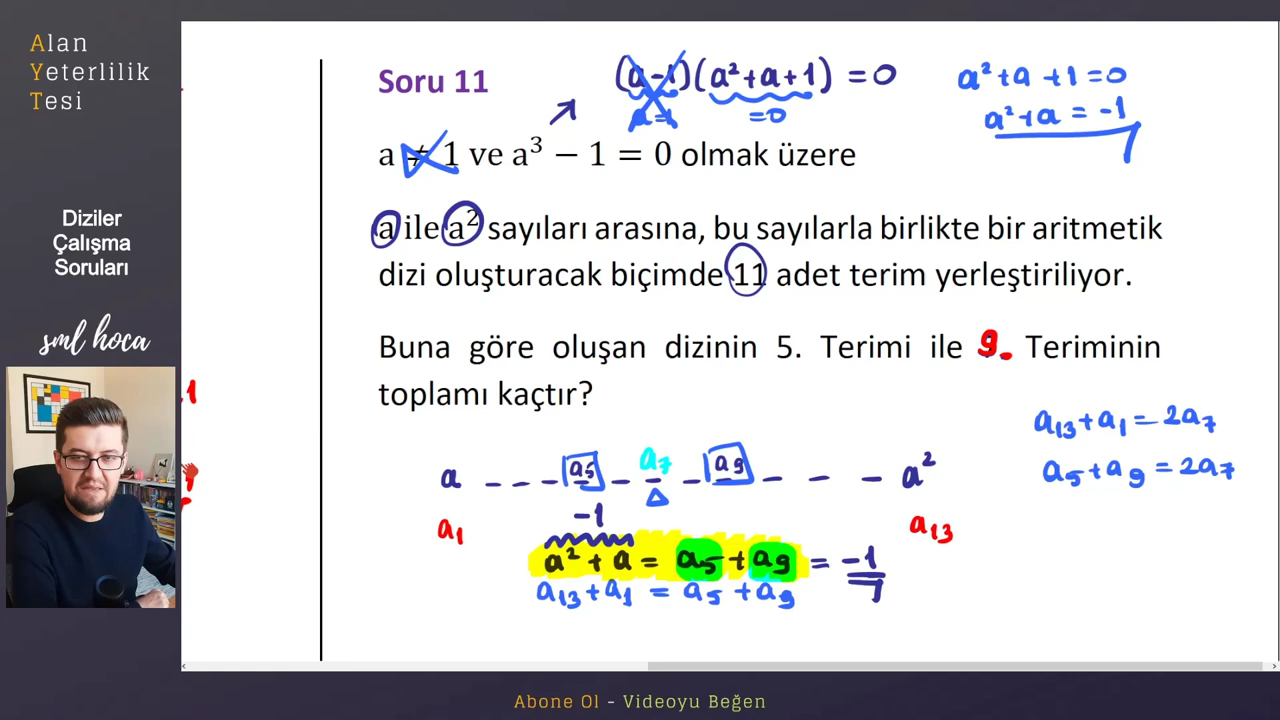 Alan
Yeterlilik
Tesi
Diziler
Çalışma
Soruları
sml hoca
Soru 11
(a-1)(a²+a+1) = 0
a=1
=0
a²+a+1=0
a²+a = -1
a ≠ 1 ve a³ − 1 = 0 olmak üzere
a ile a² sayıları arasına, bu sayılarla birlikte bir aritmetik
dizi oluşturacak biçimde 11 adet terim yerleştiriliyor.
Buna göre oluşan dizinin 5. Terimi ile 9. Teriminin
toplamı kaçtır?
a₁₃+a₁=2a₇
a₅+a₉=2a₇
a _ _ _ a₅ _ a₇ _ a₉ _ _ _ a²
a₁ a₁₃
-1
a²+a = a₅+a₉ = -1
a₁₃+a₁ = a₅+a₉
Abone Ol - Videoyu Beğen